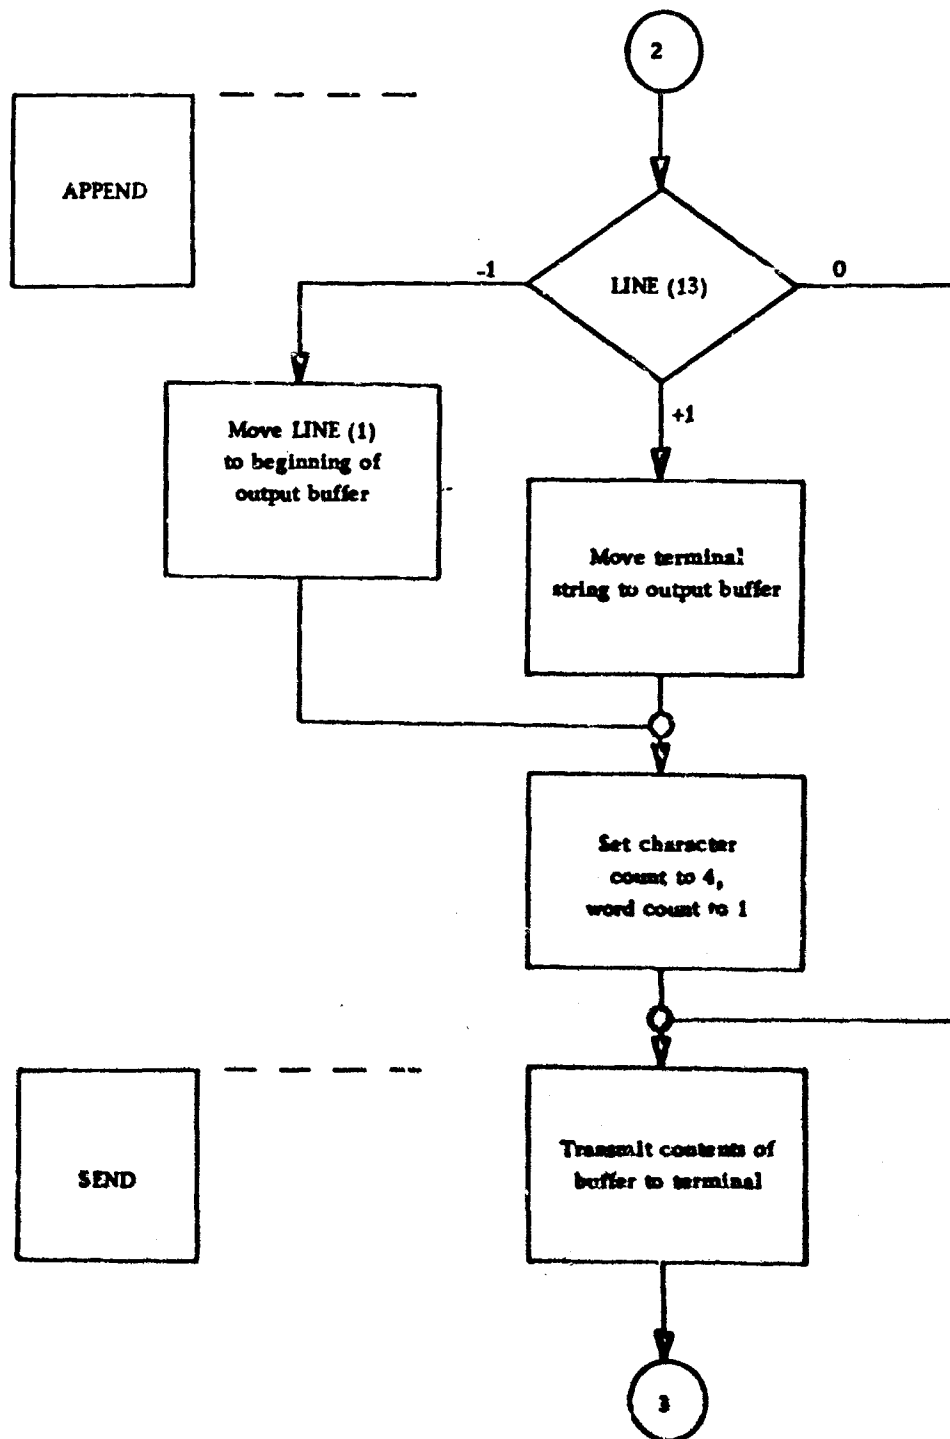 2
APPEND
LINE (13)
-1
0
+1
Move LINE (1)
to beginning of
output buffer
Move terminal
string to output buffer
Set character
count to 4,
word count to 1
SEND
Transmit contents of
buffer to terminal
3